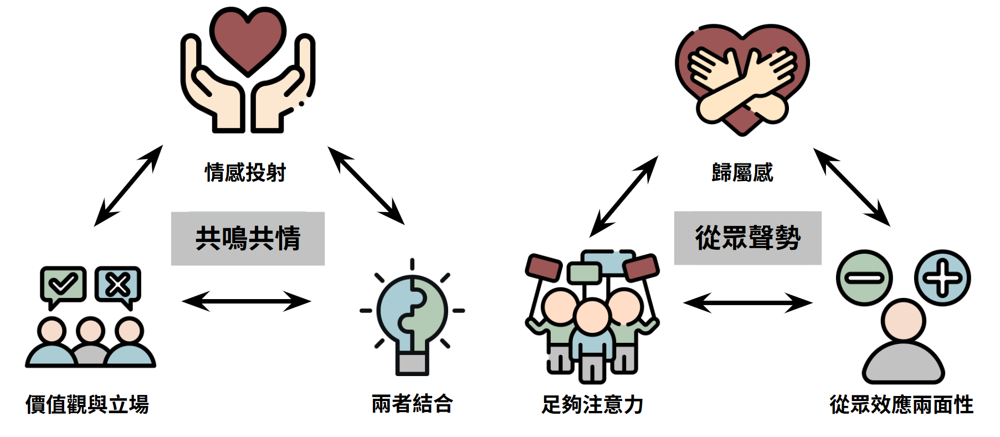 情感投射
共鳴共情
價值觀與立場
兩者結合
歸屬感
從眾聲勢
足夠注意力
從眾效應兩面性